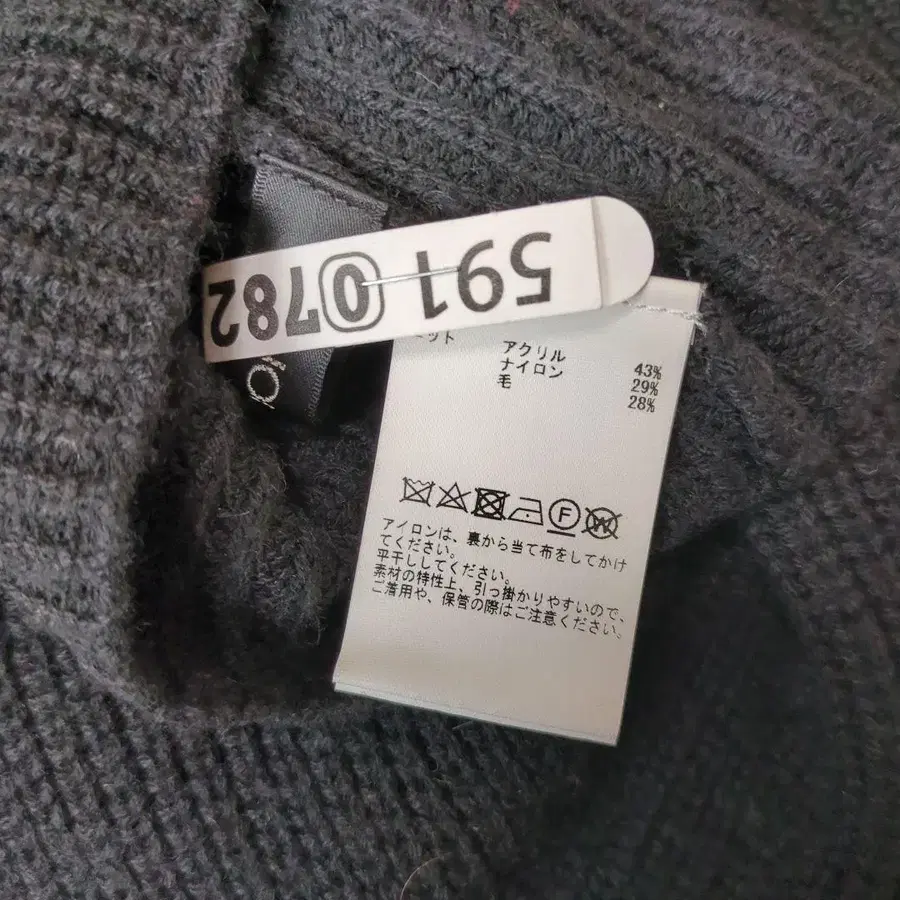 591 0782
ット
アクリル 43%
ナイロン 29%
毛 28%
F
W
アイロンは、裏から当て布をしてかけ
てください。
平干ししてください。
素材の特性上、引っ掛かりやすいので、
ご着用や、保管の際はご注意ください。